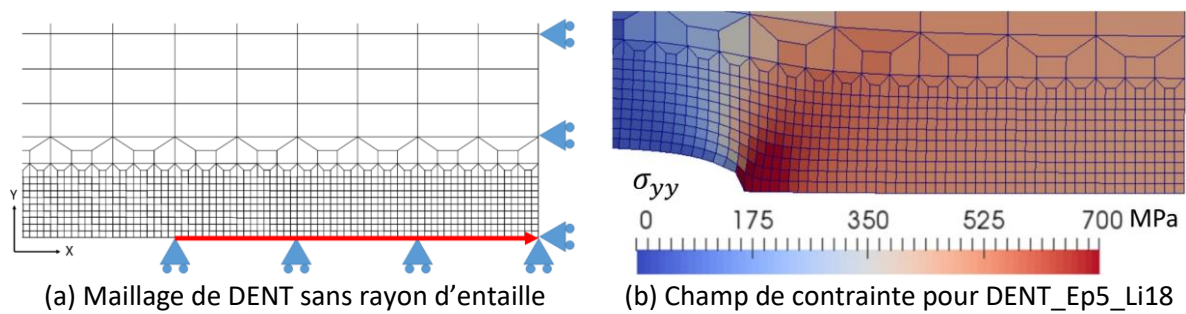 Y
X
σyy
0 175 350 525 700 MPa
(a) Maillage de DENT sans rayon d'entaille
(b) Champ de contrainte pour DENT_Ep5_Li18